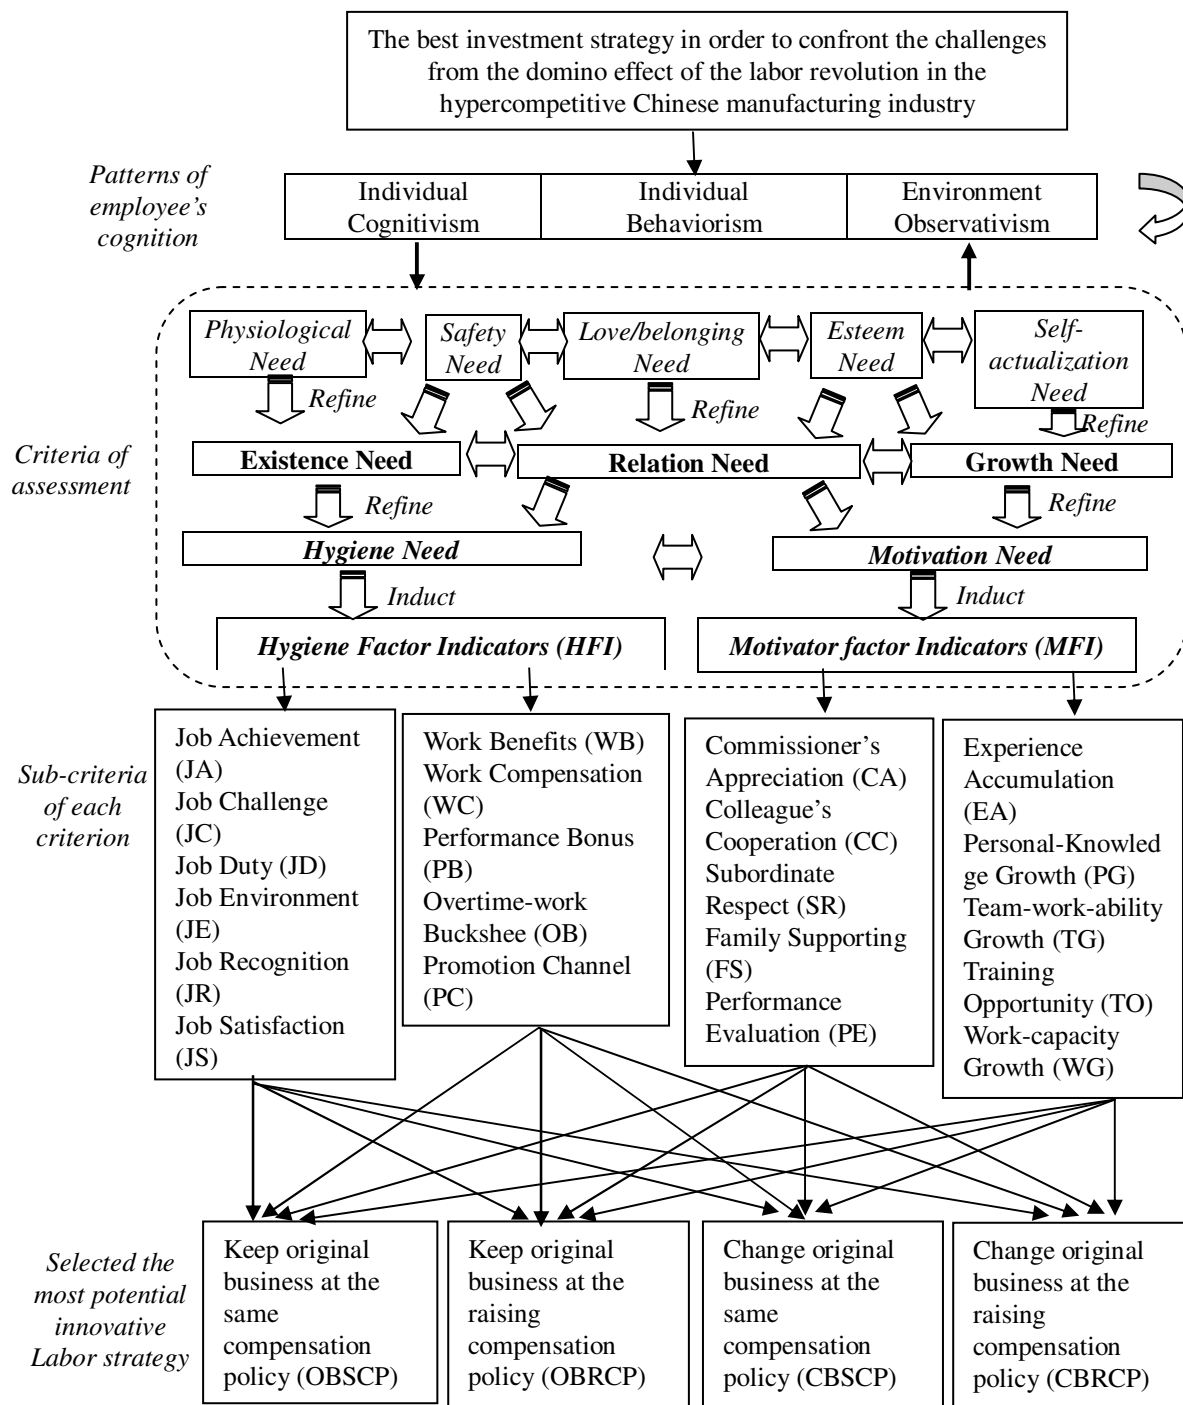 The best investment strategy in order to confront the challenges
from the domino effect of the labor revolution in the
hypercompetitive Chinese manufacturing industry
Patterns of
employee's
cognition
Individual
Cognitivism
Individual
Behaviorism
Environment
Observativism
Physiological
Need
Safety
Need
Love/belonging
Need
Esteem
Need
Self-
actualization
Need
Refine
Refine
Refine
Criteria of
assessment
Existence Need
Relation Need
Growth Need
Refine
Refine
Hygiene Need
Motivation Need
Induct
Induct
Hygiene Factor Indicators (HFI)
Motivator factor Indicators (MFI)
Sub-criteria
of each
criterion
Job Achievement
(JA)
Job Challenge
(JC)
Job Duty (JD)
Job Environment
(JE)
Job Recognition
(JR)
Job Satisfaction
(JS)
Work Benefits (WB)
Work Compensation
(WC)
Performance Bonus
(PB)
Overtime-work
Buckshee (OB)
Promotion Channel
(PC)
Commissioner's
Appreciation (CA)
Colleague's
Cooperation (CC)
Subordinate
Respect (SR)
Family Supporting
(FS)
Performance
Evaluation (PE)
Experience
Accumulation
(EA)
Personal-Knowled
ge Growth (PG)
Team-work-ability
Growth (TG)
Training
Opportunity (TO)
Work-capacity
Growth (WG)
Selected the
most potential
innovative
Labor strategy
Keep original
business at the
same
compensation
policy (OBSCP)
Keep original
business at the
raising
compensation
policy (OBRCP)
Change original
business at the
same
compensation
policy (CBSCP)
Change original
business at the
raising
compensation
policy (CBRCP)